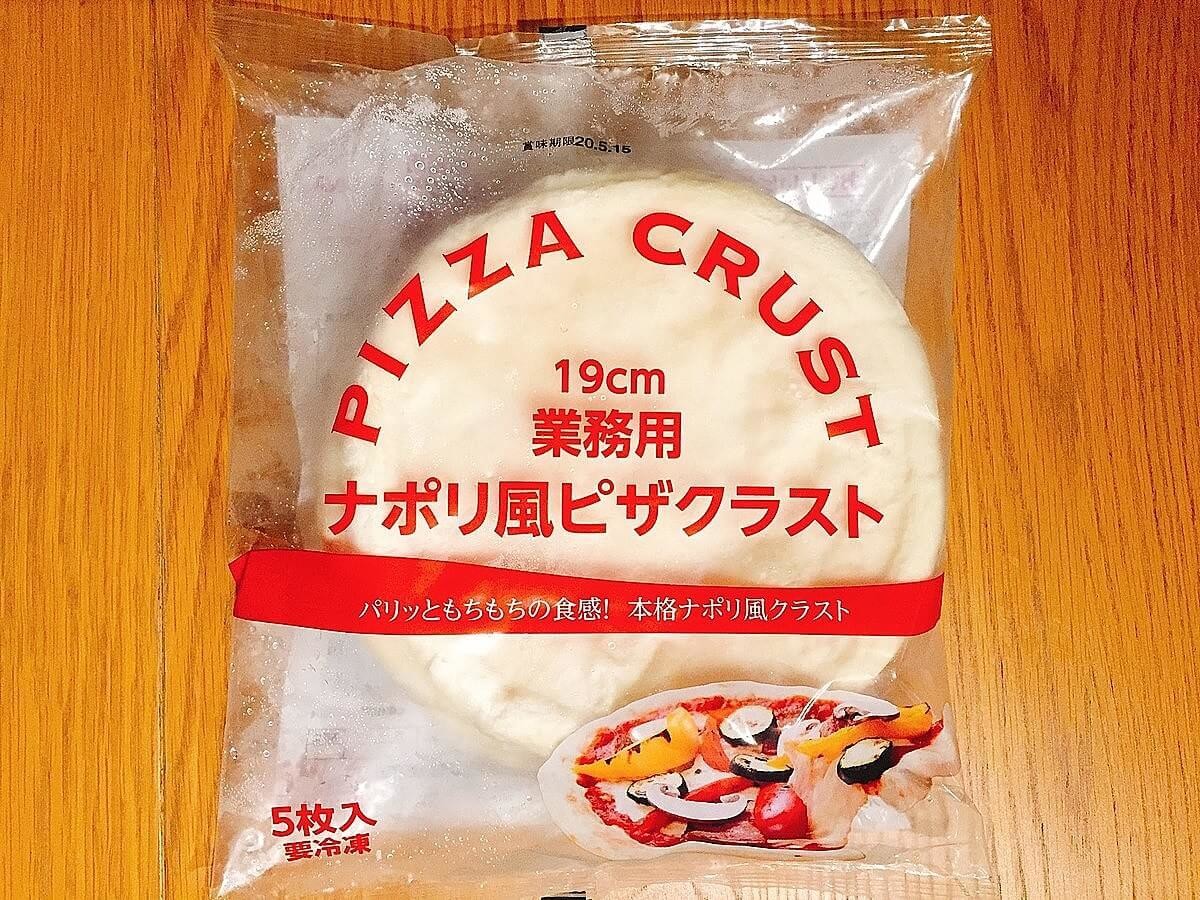 賞味期限20.5.15
PIZZA CRUST
19cm
業務用
ナポリ風ピザクラスト
パリッともちもちの食感! 本格ナポリ風クラスト
5枚入
要冷凍